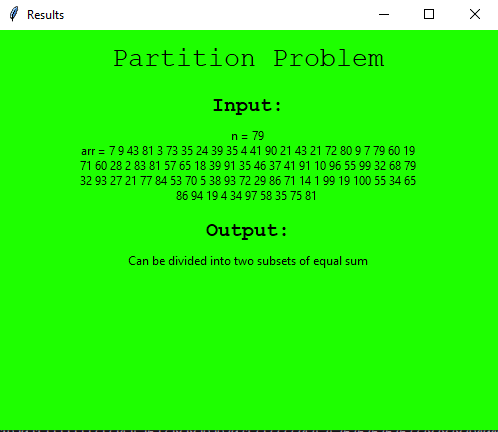 Results
Partition Problem
Input:
n = 79
arr = 7 9 43 81 3 73 35 24 39 35 4 41 90 21 43 21 72 80 9 7 79 60 19
71 60 28 2 83 81 57 65 18 39 91 35 46 37 41 91 10 96 55 99 32 68 79
32 93 27 21 77 84 53 70 5 38 93 72 29 86 71 14 1 99 19 100 55 34 65
86 94 19 4 34 97 58 35 75 81
Output:
Can be divided into two subsets of equal sum